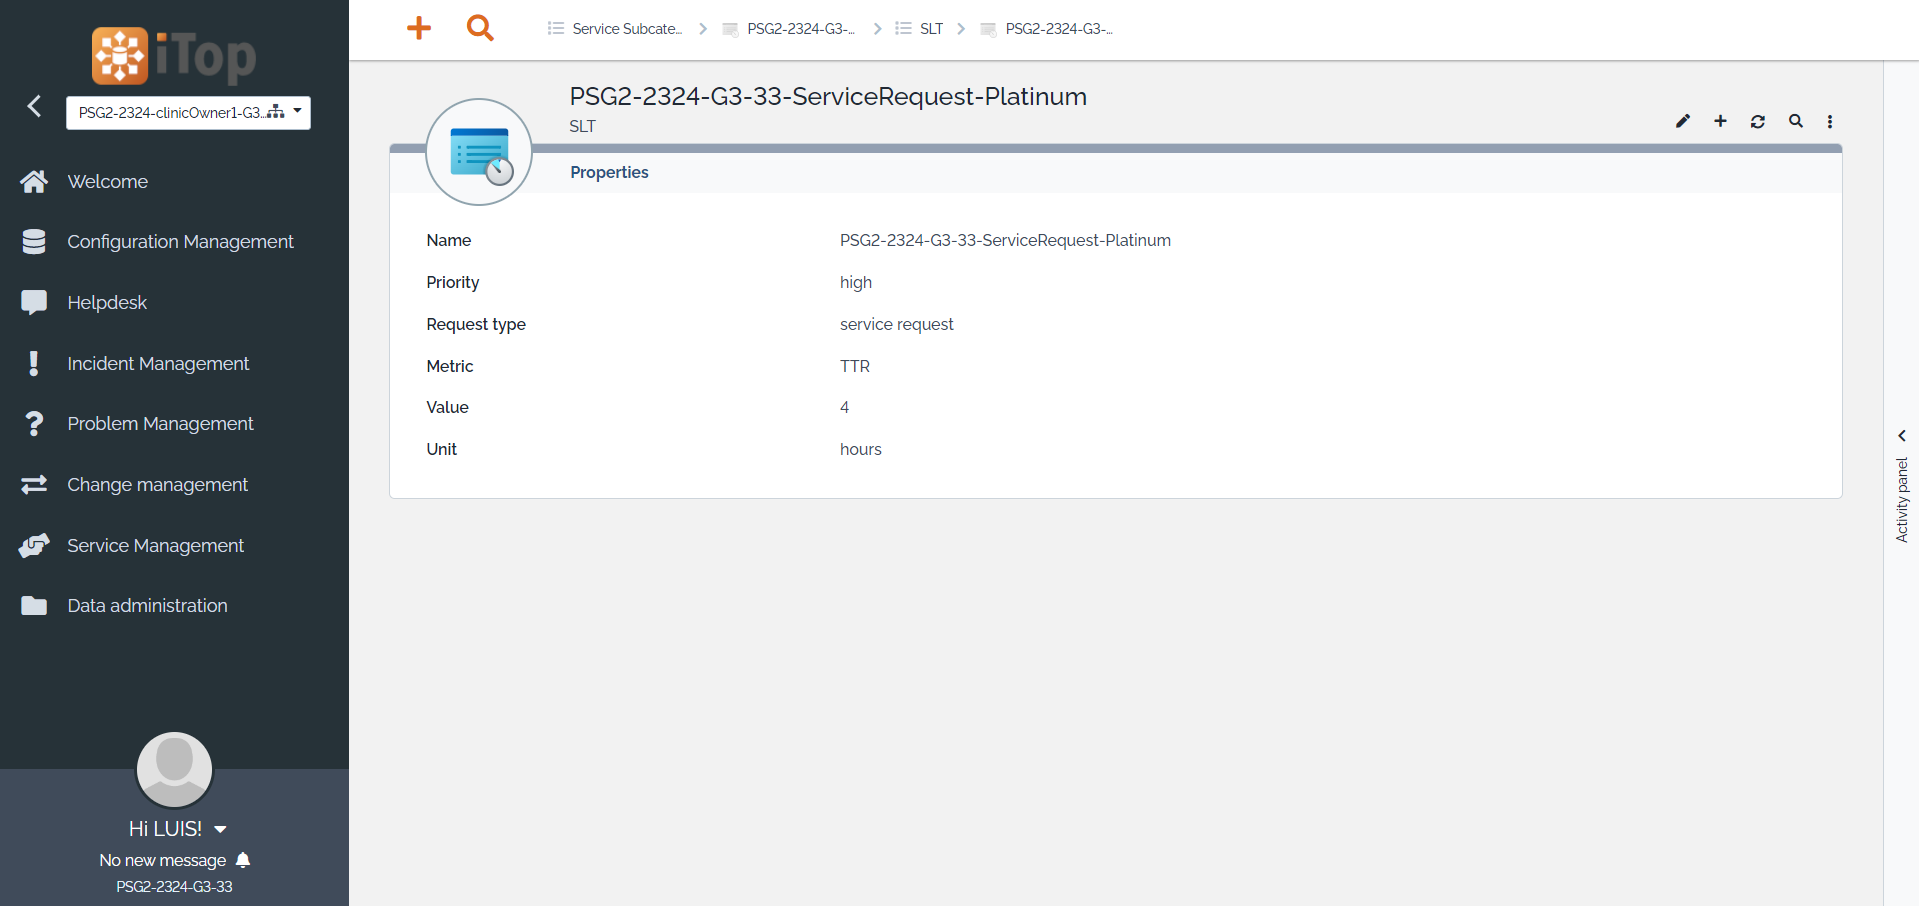 iTop
PSG2-2324-clinicOwner1-G3...
Welcome
Configuration Management
Helpdesk
Incident Management
Problem Management
Change management
Service Management
Data administration
Hi LUIS!
No new message
PSG2-2324-G3-33
Service Subcate...
PSG2-2324-G3-...
SLT
PSG2-2324-G3-...
PSG2-2324-G3-33-ServiceRequest-Platinum
SLT
Properties
Name PSG2-2324-G3-33-ServiceRequest-Platinum
Priority high
Request type service request
Metric TTR
Value 4
Unit hours
Activity panel